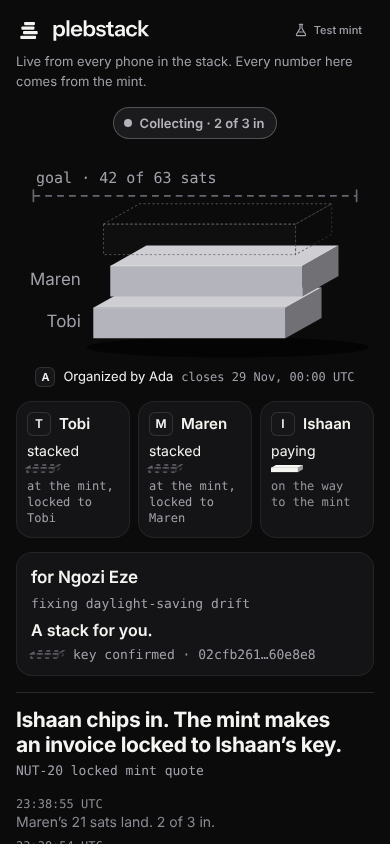 plebstack
Test mint
Live from every phone in the stack. Every number here
comes from the mint.
Collecting · 2 of 3 in
goal · 42 of 63 sats
Maren
Tobi
A Organized by Ada closes 29 Nov, 00:00 UTC
T Tobi
stacked
at the mint,
locked to
Tobi
M Maren
stacked
at the mint,
locked to
Maren
I Ishaan
paying
on the way
to the mint
for Ngozi Eze
fixing daylight-saving drift
A stack for you.
key confirmed · 02cfb261…60e8e8
Ishaan chips in. The mint makes
an invoice locked to Ishaan’s key.
NUT-20 locked mint quote
23:38:55 UTC
Maren’s 21 sats land. 2 of 3 in.